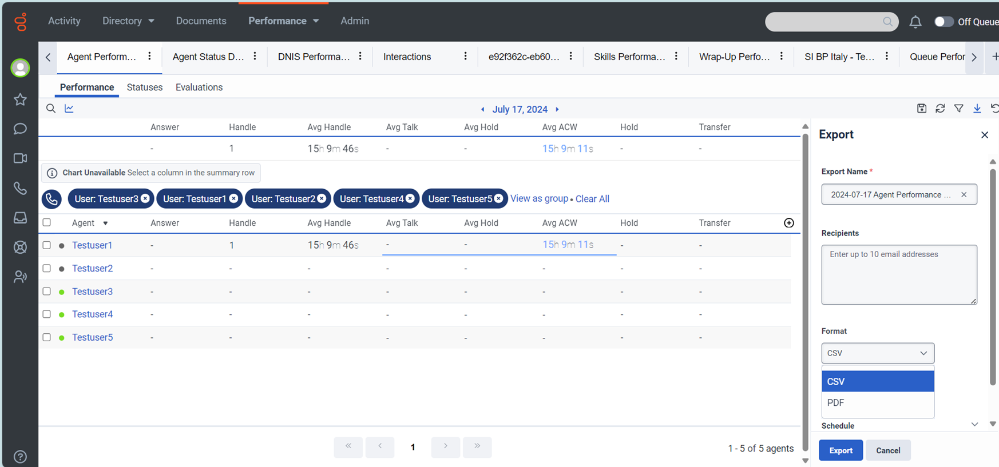 Activity Directory Documents Performance Admin Off Queue
Agent Perform... Agent Status D... DNIS Performa... Interactions e92f362c-eb60... Skills Performa... Wrap-Up Perfo... SI BP Italy - Te... Queue Perfor
Performance Statuses Evaluations
July 17, 2024
Answer Handle Avg Handle Avg Talk Avg Hold Avg ACW Hold Transfer
- 1 15h 9m 46s - - 15h 9m 11s - -
Chart Unavailable Select a column in the summary row
User: Testuser3 User: Testuser1 User: Testuser2 User: Testuser4 User: Testuser5 View as group • Clear All
Agent Answer Handle Avg Handle Avg Talk Avg Hold Avg ACW Hold Transfer
Testuser1 - 1 15h 9m 46s - - 15h 9m 11s - -
Testuser2 - - - - - - - -
Testuser3 - - - - - - - -
Testuser4 - - - - - - - -
Testuser5 - - - - - - - -
« ‹ 1 › »
1 - 5 of 5 agents
Export
Export Name *
2024-07-17 Agent Performance ...
Recipients
Enter up to 10 email addresses
Format
CSV
CSV
PDF
Schedule
Export Cancel